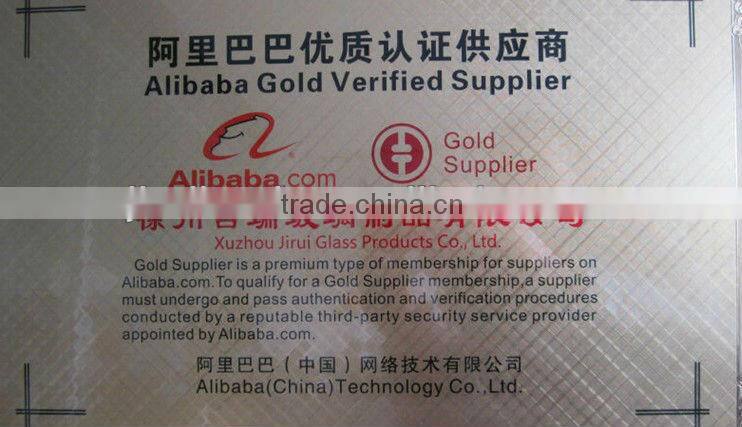 阿里巴巴优质认证供应商
Alibaba Gold Verified Supplier
Alibaba.com
Gold
Supplier
trade.china.cn
Xuzhou Jirui Glass Products Co., Ltd.
Gold Supplier is a premium type of membership for suppliers on
Alibaba.com.To qualify for a Gold Supplier membership,a supplier
must undergo and pass authentication and verification procedures
conducted by a reputable third-party security service provider
appointed by Alibaba.com.
阿里巴巴(中国)网络技术有限公司
Alibaba(China)Technology Co.,Ltd.